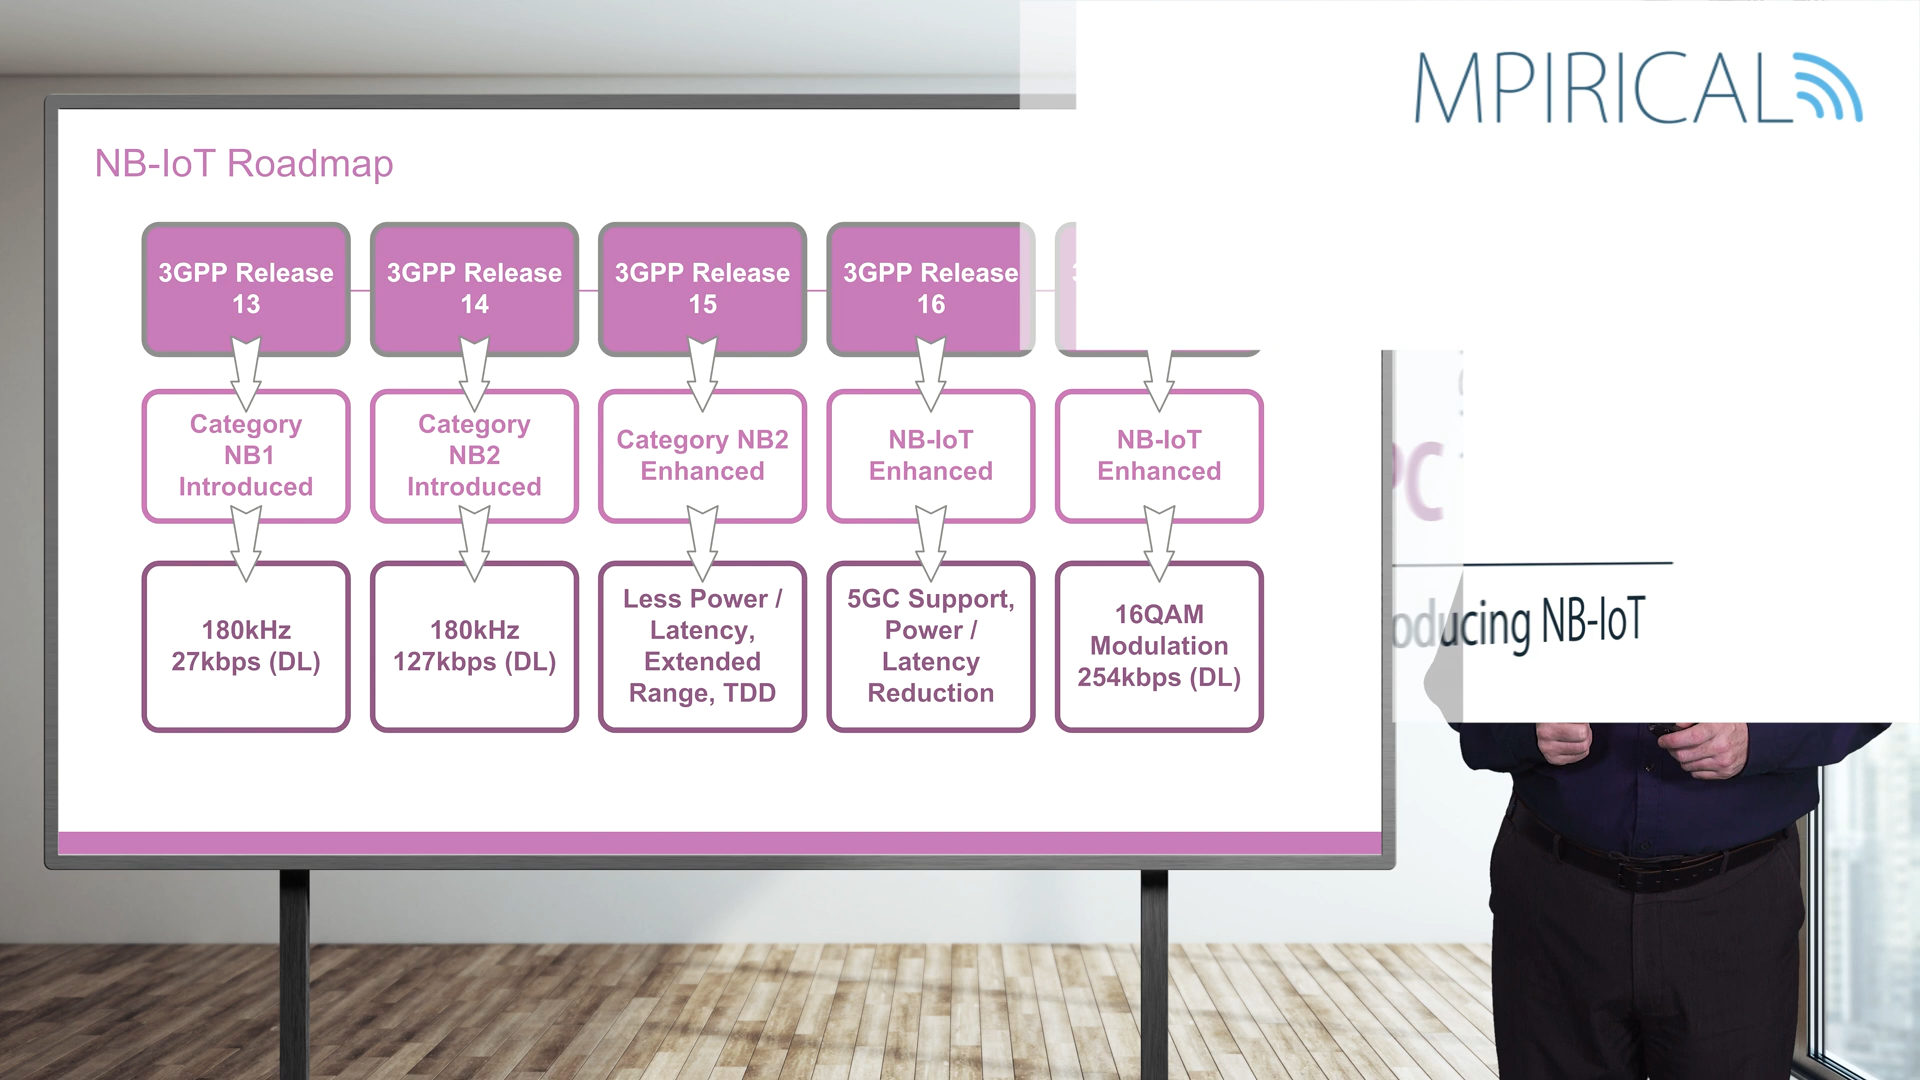 MPIRICAL
NB-IoT Roadmap
3GPP Release
13
3GPP Release
14
3GPP Release
15
3GPP Release
16
Category
NB1
Introduced
Category
NB2
Introduced
Category NB2
Enhanced
NB-IoT
Enhanced
NB-IoT
Enhanced
180kHz
27kbps (DL)
180kHz
127kbps (DL)
Less Power /
Latency,
Extended
Range, TDD
5GC Support,
Power /
Latency
Reduction
16QAM
Modulation
254kbps (DL)
NB-IoT